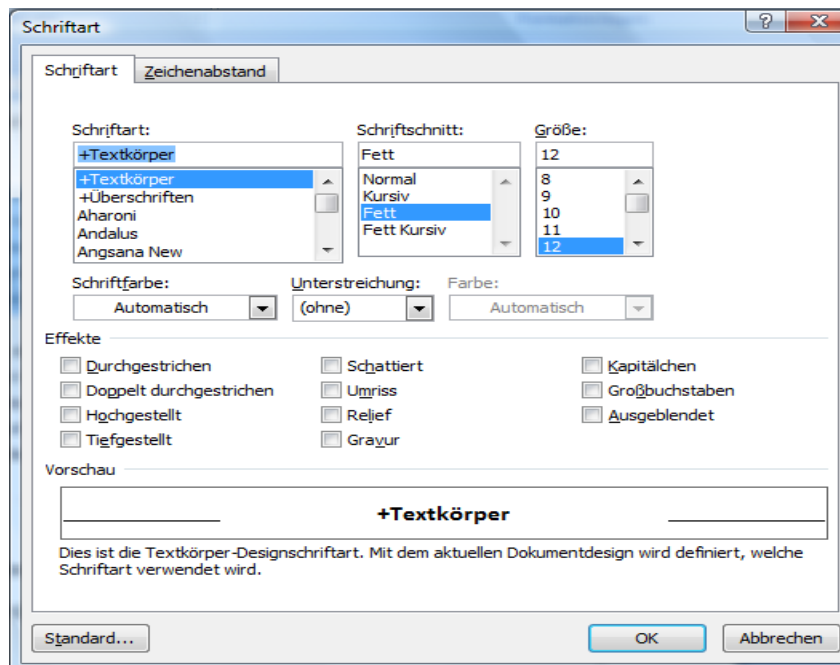 Schriftart
Schriftart Zeichenabstand
Schriftart: Schriftschnitt: Größe:
+Textkörper Fett 12
+Textkörper Normal 8
+Überschriften Kursiv 9
Aharoni Fett 10
Andalus Fett Kursiv 11
Angsana New 12
Schriftfarbe: Unterstreichung: Farbe:
Automatisch (ohne) Automatisch
Effekte
Durchgestrichen Schattiert Kapitälchen
Doppelt durchgestrichen Umriss Großbuchstaben
Hochgestellt Relief Ausgeblendet
Tiefgestellt Gravur
Vorschau
+Textkörper
Dies ist die Textkörper-Designschriftart. Mit dem aktuellen Dokumentdesign wird definiert, welche
Schriftart verwendet wird.
Standard... OK Abbrechen